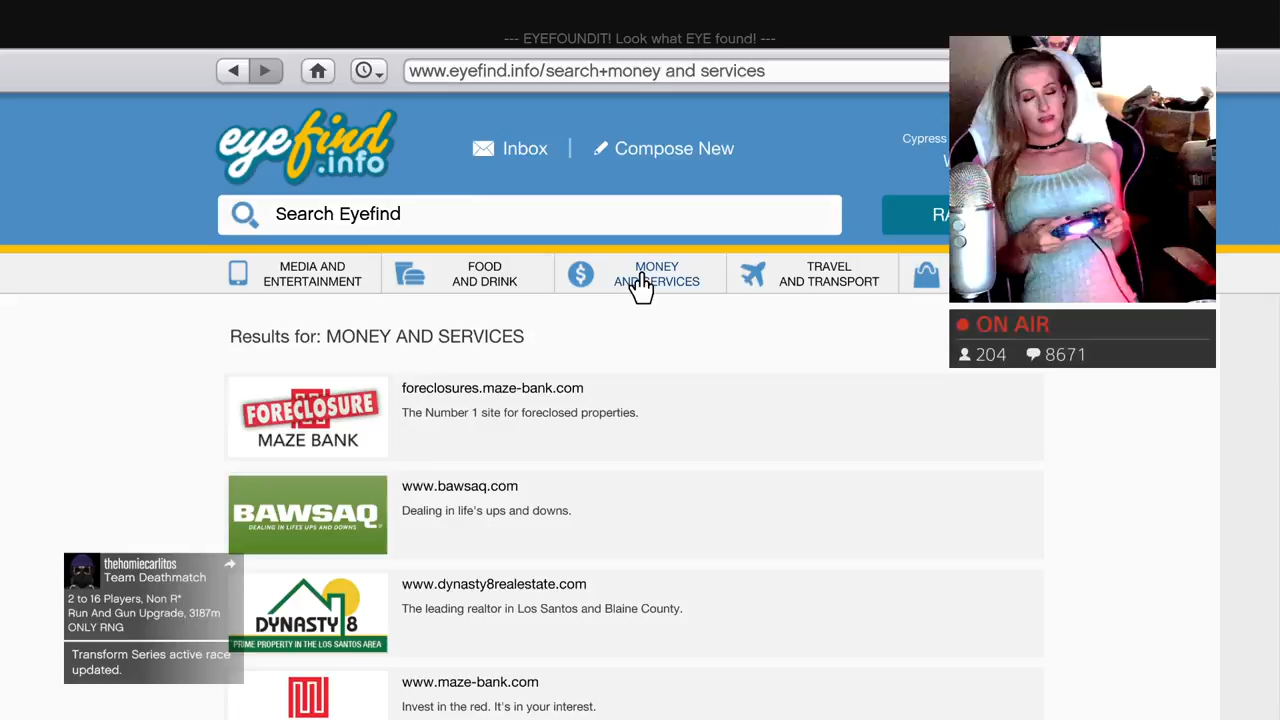 --- EYEFOUNDIT! Look what EYE found! ---
www.eyefind.info/search+money and services
eyefind
.info
Inbox
Compose New
Cypress
Search Eyefind
MEDIA AND
ENTERTAINMENT
FOOD
AND DRINK
MONEY
AND SERVICES
TRAVEL
AND TRANSPORT
ON AIR
204
8671
Results for: MONEY AND SERVICES
FORECLOSURE
MAZE BANK
foreclosures.maze-bank.com
The Number 1 site for foreclosed properties.
BAWSAQ
DEALING IN LIFE'S UPS AND DOWNS
www.bawsaq.com
Dealing in life's ups and downs.
DYNASTY 8
PRIME PROPERTY IN THE LOS SANTOS AREA
www.dynasty8realestate.com
The leading realtor in Los Santos and Blaine County.
www.maze-bank.com
Invest in the red. It's in your interest.
thehomiecarlitos
Team Deathmatch
2 to 16 Players, Non R*
Run And Gun Upgrade, 3187m
ONLY RNG
Transform Series active race
updated.